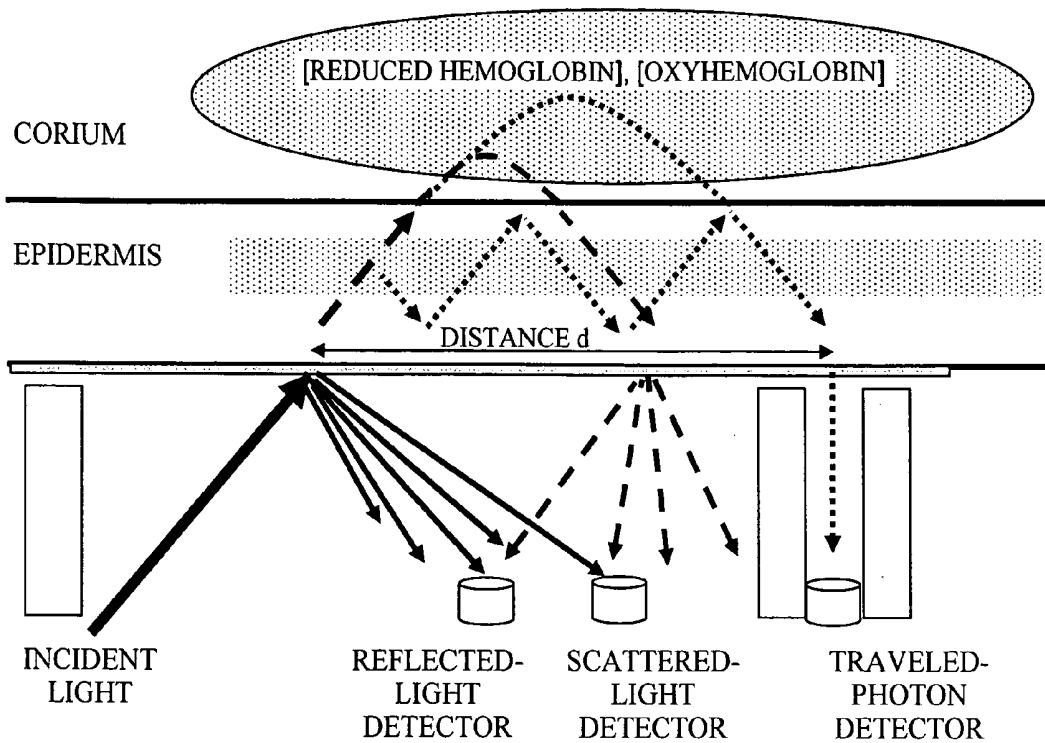 [REDUCED HEMOGLOBIN], [OXYHEMOGLOBIN]
CORIUM
EPIDERMIS
DISTANCE d
INCIDENT
LIGHT
REFLECTED-
LIGHT
DETECTOR
SCATTERED-
LIGHT
DETECTOR
TRAVELED-
PHOTON
DETECTOR